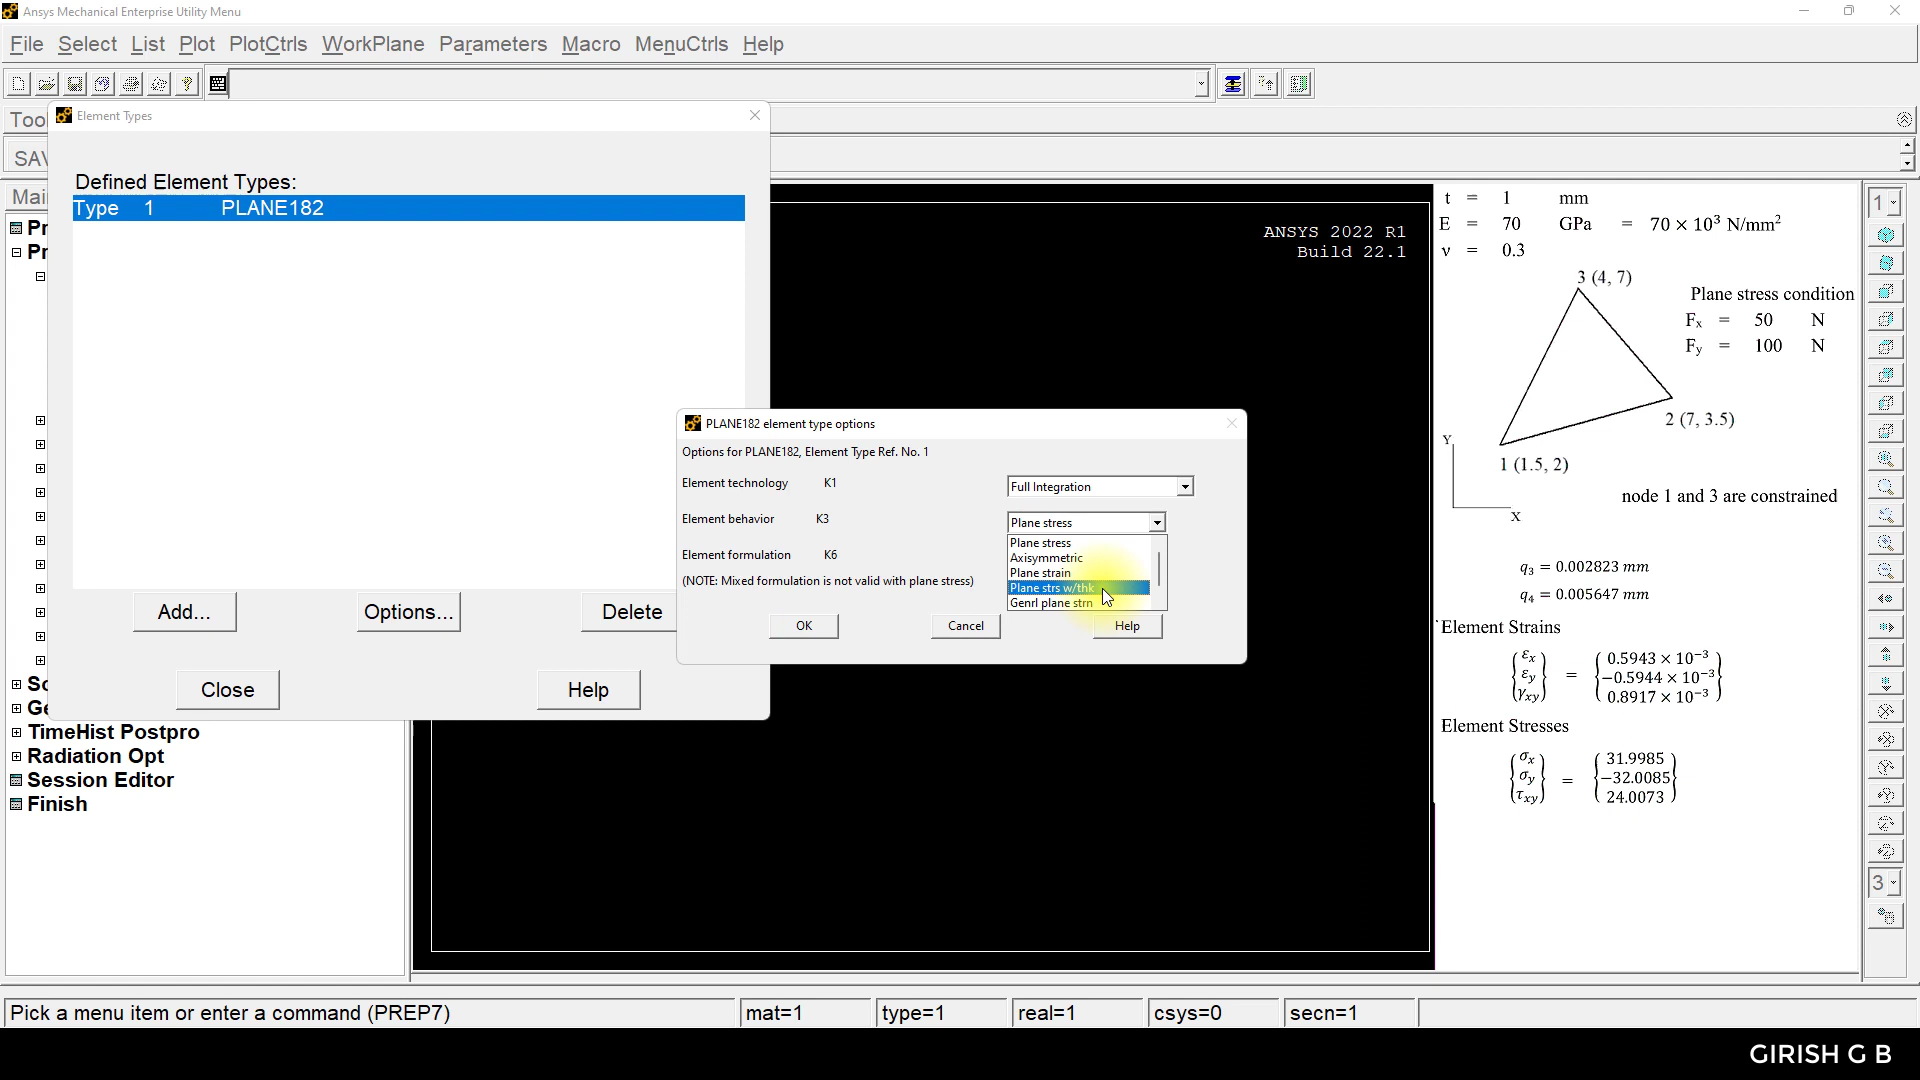 Ansys Mechanical Enterprise Utility Menu
File Select List Plot PlotCtrls WorkPlane Parameters Macro MenuCtrls Help
Too
SAV
Element Types
Defined Element Types:
Type 1 PLANE182
Add... Options... Delete
Close Help
Mai
Pr
Pr
So
Ge
TimeHist Postpro
Radiation Opt
Session Editor
Finish
ANSYS 2022 R1
Build 22.1
PLANE182 element type options
Options for PLANE182, Element Type Ref. No. 1
Element technology K1 Full Integration
Element behavior K3 Plane stress
Plane stress
Axisymmetric
Plane strain
Plane strs w/thk
Genrl plane strn
Element formulation K6
(NOTE: Mixed formulation is not valid with plane stress)
OK Cancel Help
t = 1 mm
E = 70 GPa = 70 × 10³ N/mm²
ν = 0.3
3 (4, 7)
Plane stress condition
Fx = 50 N
Fy = 100 N
2 (7, 3.5)
Y
1 (1.5, 2)
X
node 1 and 3 are constrained
q₃ = 0.002823 mm
q₄ = 0.005647 mm
Element Strains
εx 0.5943 × 10⁻³
εy = −0.5944 × 10⁻³
γxy 0.8917 × 10⁻³
Element Stresses
σx 31.9985
σy = −32.0085
τxy 24.0073
1
3
Pick a menu item or enter a command (PREP7) mat=1 type=1 real=1 csys=0 secn=1
GIRISH G B